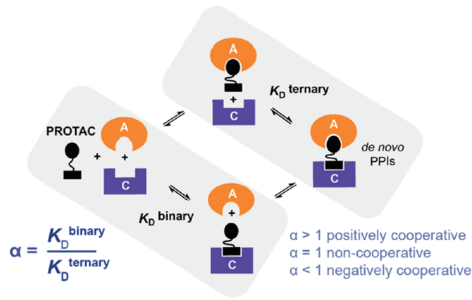 A
+
K_D ternary
C
PROTAC
A
+ +
C
A
de novo
PPIs
C
K_D binary
A
+
C
α = K_D^binary / K_D^ternary
α > 1 positively cooperative
α = 1 non-cooperative
α < 1 negatively cooperative